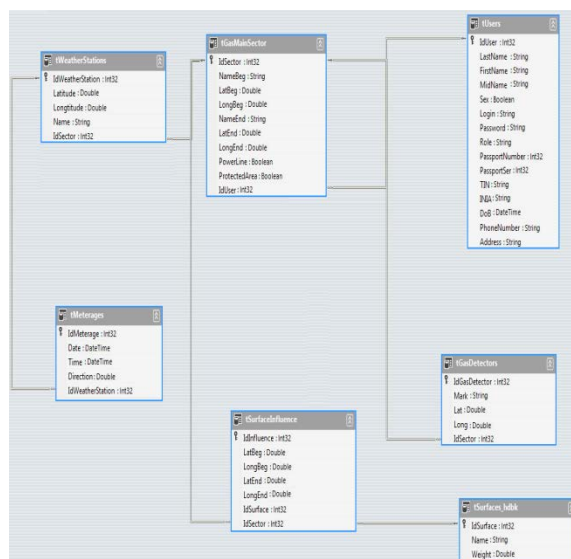 tWeatherStations
IdWeatherStation : Int32
Latitude : Double
Longtitude : Double
Name : String
IdSector : Int32
tGasMainSector
IdSector : Int32
NameBeg : String
LatBeg : Double
LongBeg : Double
NameEnd : String
LatEnd : Double
LongEnd : Double
PowerLine : Boolean
ProtectedArea : Boolean
IdUser : Int32
tUsers
IdUser : Int32
LastName : String
FirstName : String
MidName : String
Sex : Boolean
Login : String
Password : String
Role : String
PassportNumber : Int32
PassportSer : Int32
TIN : String
INIA : String
DoB : DateTime
PhoneNumber : String
Address : String
tMeterages
IdMeterage : Int32
Date : DateTime
Time : DateTime
Direction : Double
IdWeatherStation : Int32
tGasDetectors
IdGasDetector : Int32
Mark : String
Lat : Double
Long : Double
IdSector : Int32
tSurfaceInfluence
IdInfluence : Int32
LatBeg : Double
LongBeg : Double
LatEnd : Double
LongEnd : Double
IdSurface : Int32
IdSector : Int32
tSurfaces_hdbk
IdSurface : Int32
Name : String
Weight : Double